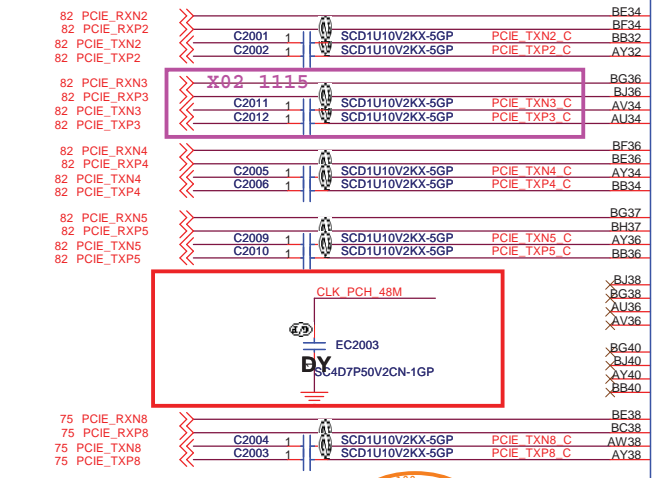 82 PCIE_RXN2 BE34
82 PCIE_RXP2 BF34
82 PCIE_TXN2 C2001 1 SCD1U10V2KX-5GP PCIE_TXN2_C BB32
82 PCIE_TXP2 C2002 1 SCD1U10V2KX-5GP PCIE_TXP2_C AY32
X02 1115
82 PCIE_RXN3 BG36
82 PCIE_RXP3 BJ36
82 PCIE_TXN3 C2011 1 SCD1U10V2KX-5GP PCIE_TXN3_C AV34
82 PCIE_TXP3 C2012 1 SCD1U10V2KX-5GP PCIE_TXP3_C AU34
82 PCIE_RXN4 BF36
82 PCIE_RXP4 BE36
82 PCIE_TXN4 C2005 1 SCD1U10V2KX-5GP PCIE_TXN4_C AY34
82 PCIE_TXP4 C2006 1 SCD1U10V2KX-5GP PCIE_TXP4_C BB34
82 PCIE_RXN5 BG37
82 PCIE_RXP5 BH37
82 PCIE_TXN5 C2009 1 SCD1U10V2KX-5GP PCIE_TXN5_C AY36
82 PCIE_TXP5 C2010 1 SCD1U10V2KX-5GP PCIE_TXP5_C BB36
BJ38
CLK_PCH_48M BG38
AU36
AV36
EC2003
BG40
DY BJ40
SC4D7P50V2CN-1GP AY40
BB40
75 PCIE_RXN8 BE38
75 PCIE_RXP8 BC38
75 PCIE_TXN8 C2004 1 SCD1U10V2KX-5GP PCIE_TXN8_C AW38
75 PCIE_TXP8 C2003 1 SCD1U10V2KX-5GP PCIE_TXP8_C AY38